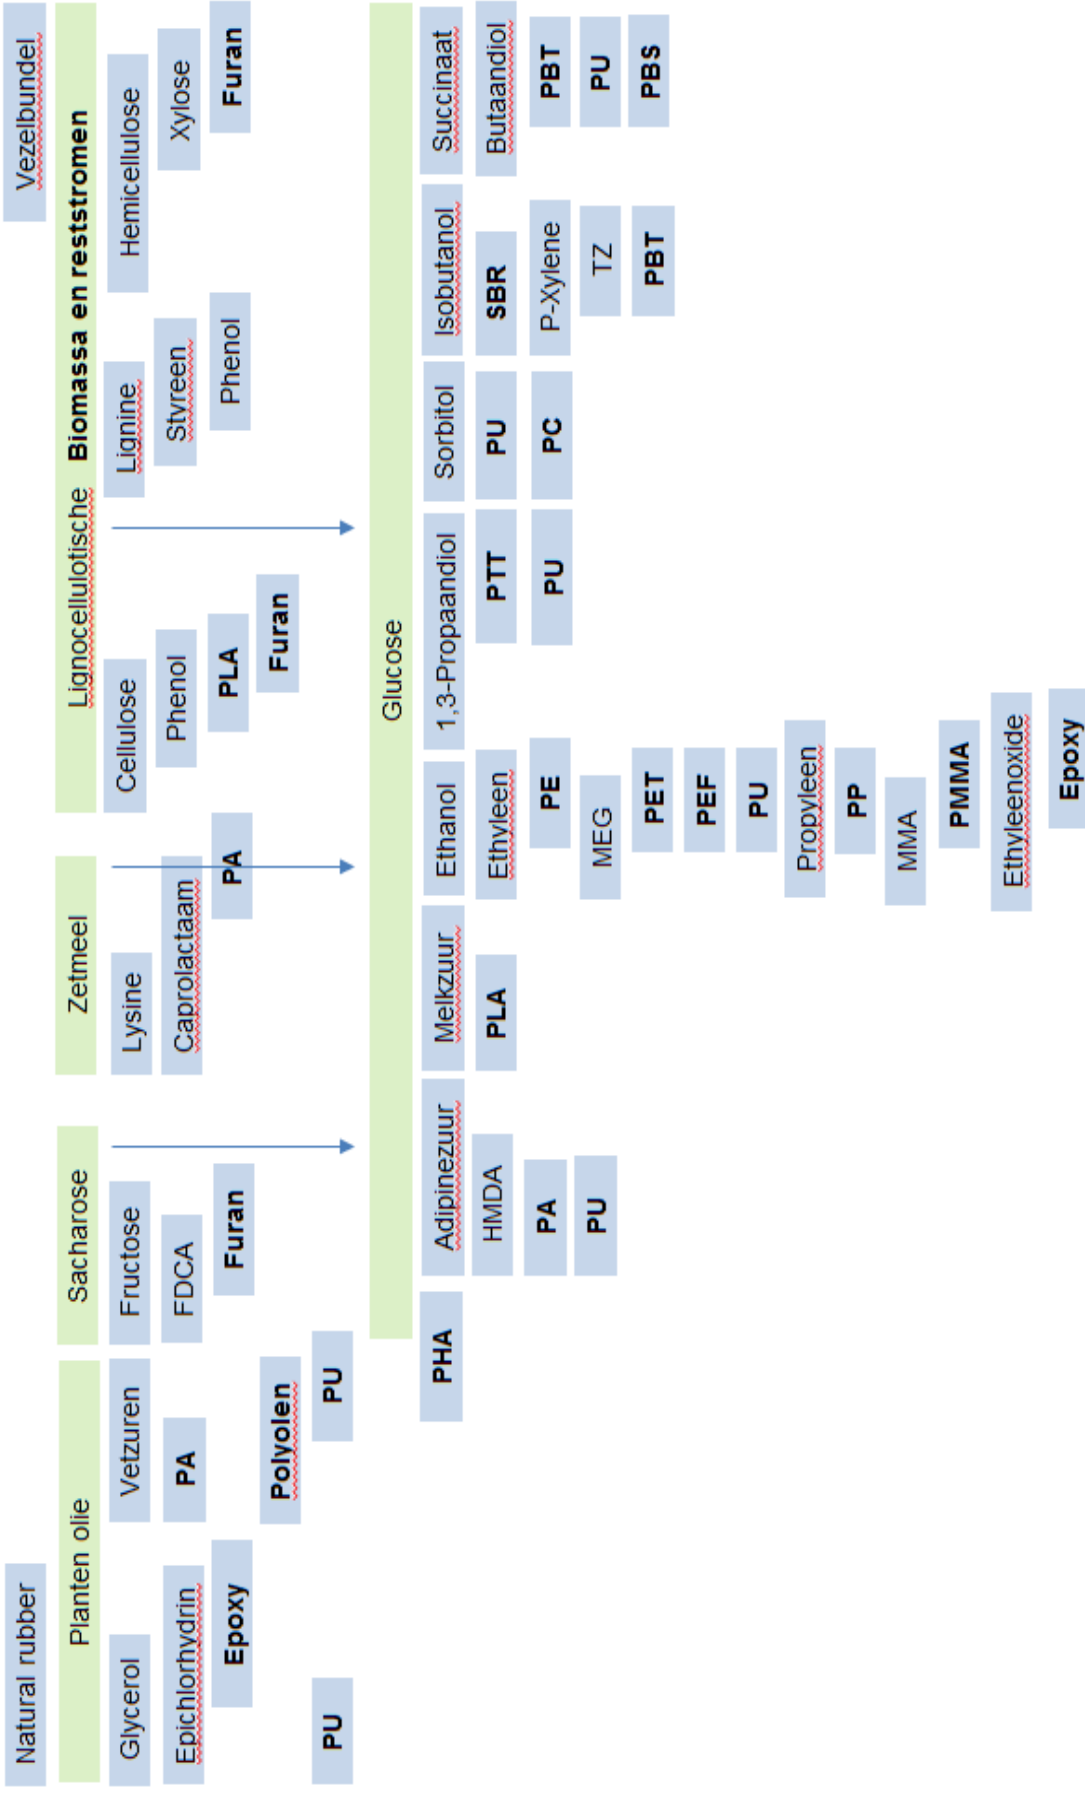 Natural rubber
Vezelbundel
Planten olie
Sacharose
Zetmeel
Lignocellulotische Biomassa en reststromen
Glycerol
Vetzuren
Fructose
Lysine
Cellulose
Lignine
Hemicellulose
Epichlorhydrin
PA
FDCA
Caprolactaam
Phenol
Styreen
Xylose
Epoxy
Furan
PA
PLA
Phenol
Furan
Polyolen
Furan
PU
PU
Glucose
PHA
Adipinezuur
Melkzuur
Ethanol
1,3-Propaandiol
Sorbitol
Isobutanol
Succinaat
HMDA
PLA
Ethyleen
PTT
PU
SBR
Butaandiol
PA
PE
PU
PC
P-Xylene
PBT
PU
MEG
TZ
PU
PET
PBT
PBS
PEF
PU
Propyleen
PP
MMA
PMMA
Ethyleenoxide
Epoxy